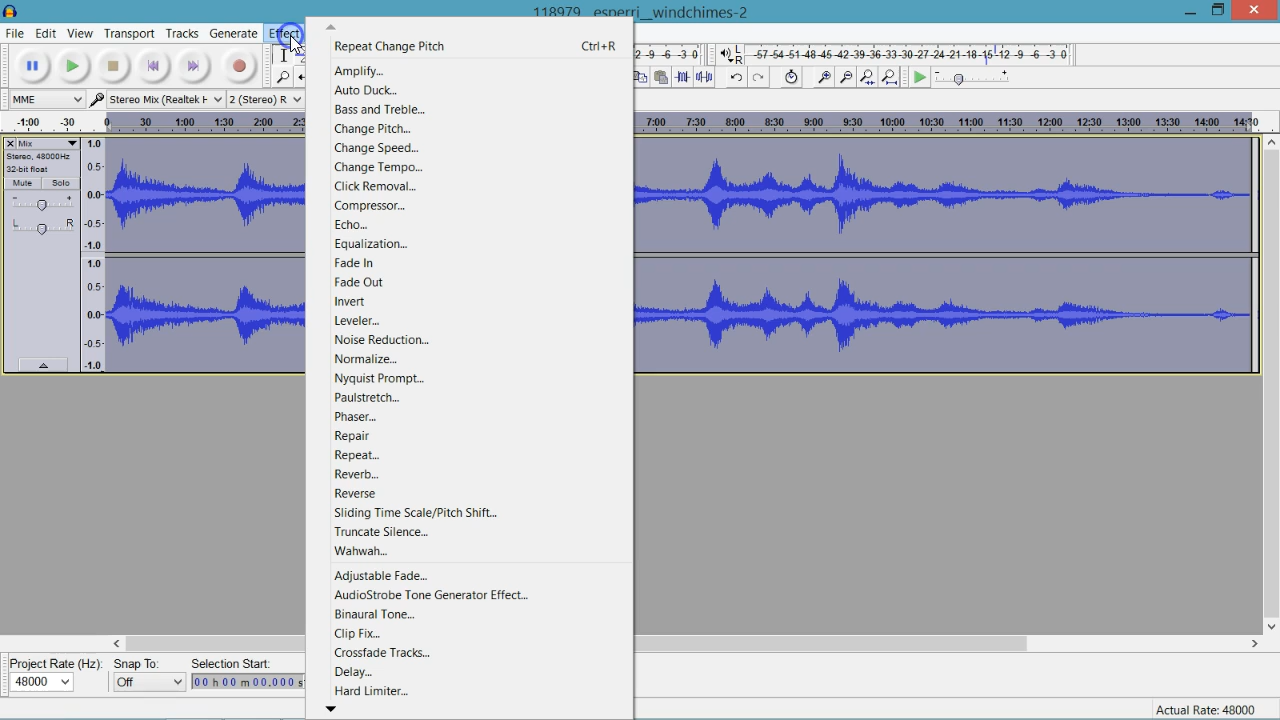 118979__esperri__windchimes-2
File Edit View Transport Tracks Generate Effect
Repeat Change Pitch Ctrl+R
Amplify...
Auto Duck...
Bass and Treble...
Change Pitch...
Change Speed...
Change Tempo...
Click Removal...
Compressor...
Echo...
Equalization...
Fade In
Fade Out
Invert
Leveler...
Noise Reduction...
Normalize...
Nyquist Prompt...
Paulstretch...
Phaser...
Repair
Repeat...
Reverb...
Reverse
Sliding Time Scale/Pitch Shift...
Truncate Silence...
Wahwah...
Adjustable Fade...
AudioStrobe Tone Generator Effect...
Binaural Tone...
Clip Fix...
Crossfade Tracks...
Delay...
Hard Limiter...
-6 -3 0 L R -57-54-51-48-45-42-39-36-33-30-27-24-21-18-15-12 -9 -6 -3 0
MME Stereo Mix (Realtek 2 (Stereo) R
-1:00 -30 0 30 1:00 1:30 2:00 7:00 7:30 8:00 8:30 9:00 9:30 10:00 10:30 11:00 11:30 12:00 12:30 13:00 13:30 14:00 14:30
Mix
Stereo, 48000Hz
32-bit float
Mute Solo
- +
L R
1.0
0.5
0.0
-0.5
-1.0
1.0
0.5
0.0
-0.5
-1.0
Project Rate (Hz): Snap To: Selection Start:
48000 Off 00 h 00 m 00.000 s
Actual Rate: 48000